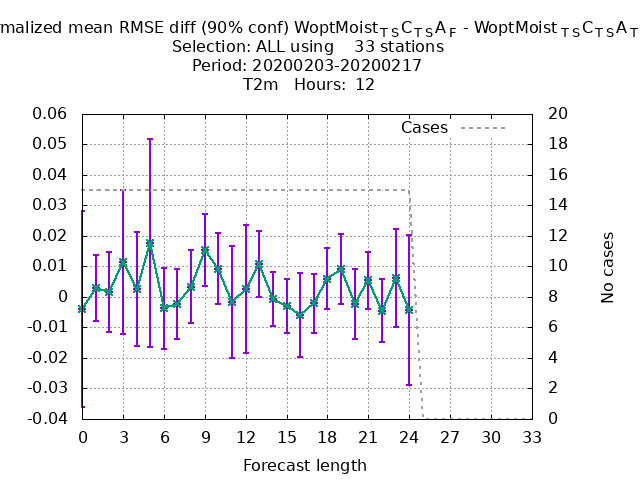 rmalized mean RMSE diff (90% conf) WoptMoist_T_SC_T_SA_F - WoptMoist_T_SC_T_SA_T
Selection: ALL using 33 stations
Period: 20200203-20200217
T2m Hours: 12
Cases
0.06
0.05
0.04
0.03
0.02
0.01
0
-0.01
-0.02
-0.03
-0.04
20
18
16
14
12
10
8
6
4
2
0
No cases
0 3 6 9 12 15 18 21 24 27 30 33
Forecast length